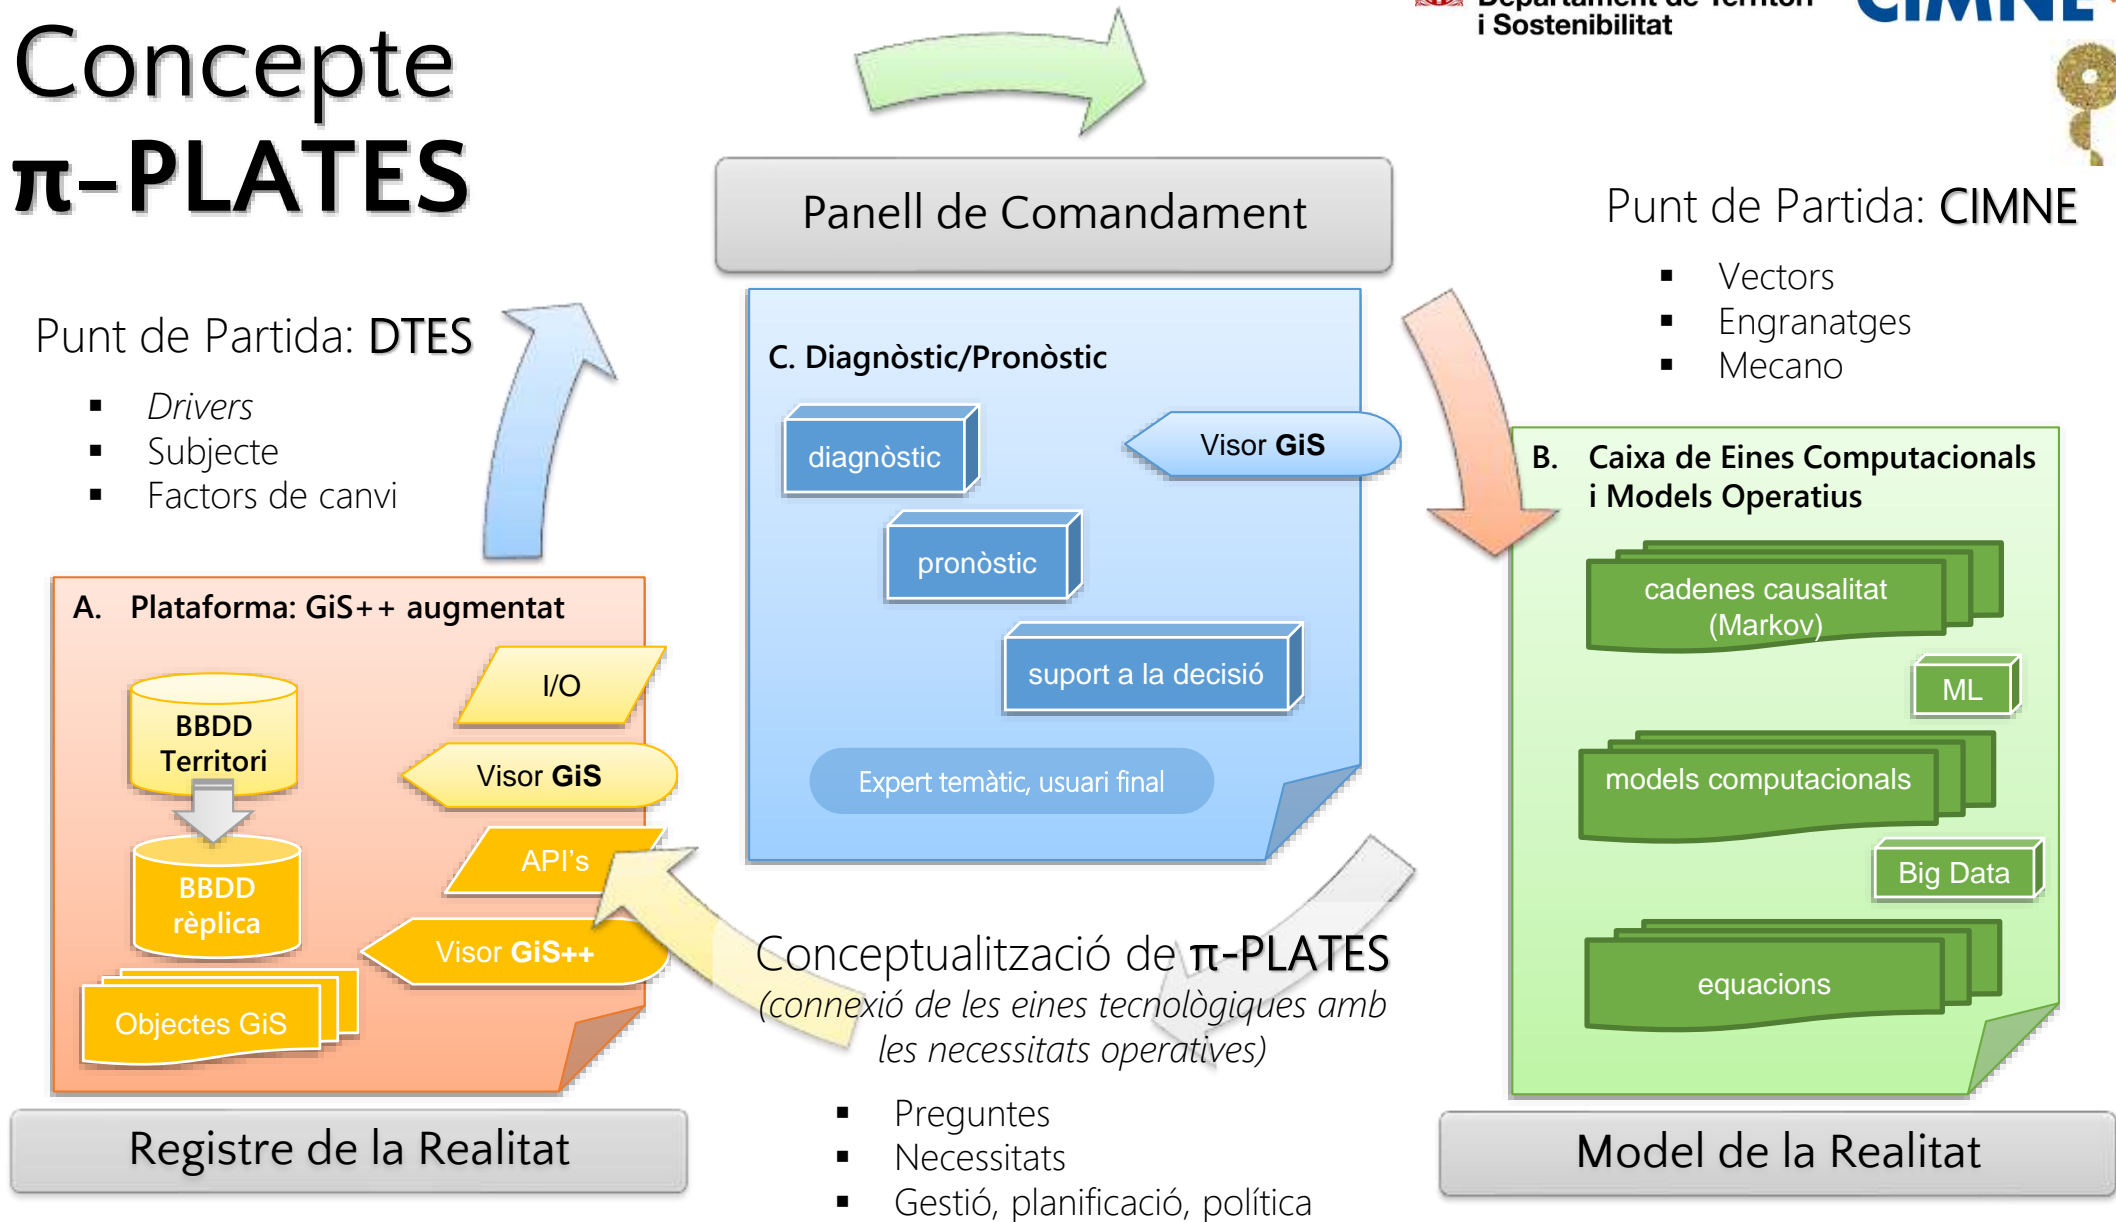 Concepte
π-PLATES
Departament de Territori
i Sostenibilitat
CIMNE
Panell de Comandament
Punt de Partida: CIMNE
▪ Vectors
▪ Engranatges
▪ Mecano
Punt de Partida: DTES
▪ Drivers
▪ Subjecte
▪ Factors de canvi
C. Diagnòstic/Pronòstic
diagnòstic
Visor GiS
pronòstic
suport a la decisió
Expert temàtic, usuari final
B. Caixa de Eines Computacionals
i Models Operatius
cadenes causalitat
(Markov)
ML
models computacionals
Big Data
equacions
A. Plataforma: GiS++ augmentat
BBDD
Territori
I/O
Visor GiS
BBDD
rèplica
API's
Visor GiS++
Objectes GiS
Conceptualització de π-PLATES
(connexió de les eines tecnològiques amb
les necessitats operatives)
▪ Preguntes
▪ Necessitats
▪ Gestió, planificació, política
Registre de la Realitat
Model de la Realitat